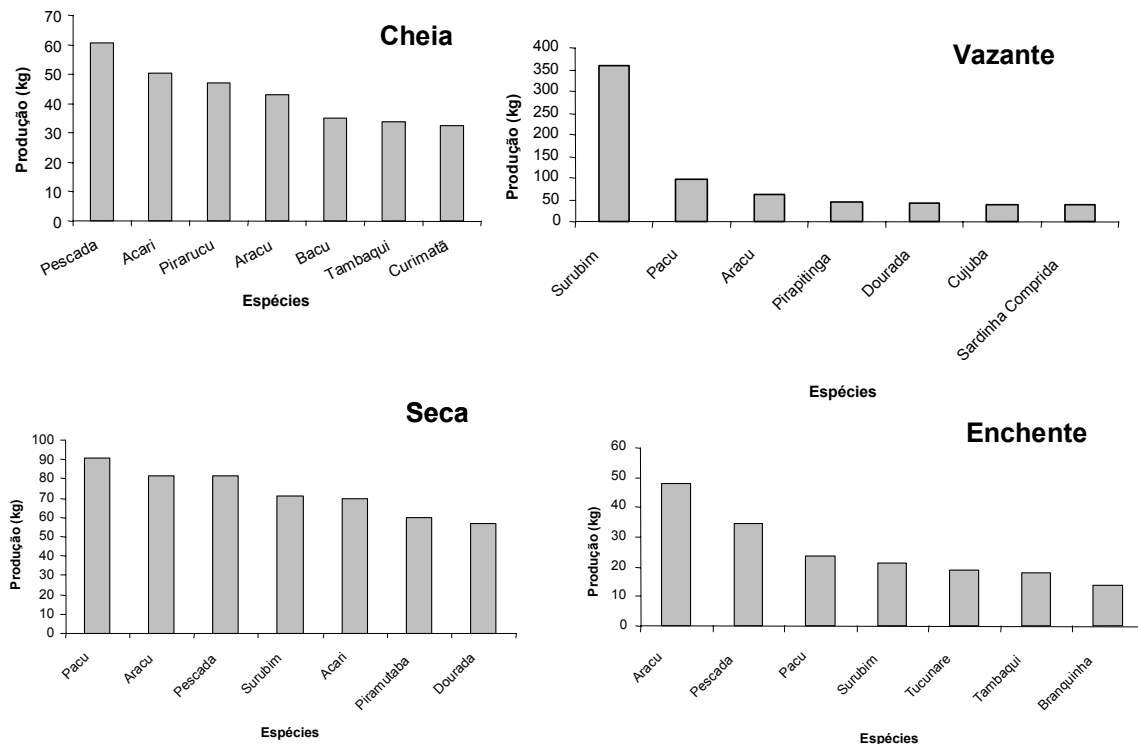 Cheia
Produção (kg)
70
60
50
40
30
20
10
0
Pescada
Acari
Pirarucu
Aracu
Bacu
Tambaqui
Curimatã
Espécies
Vazante
Produção (kg)
400
350
300
250
200
150
100
50
0
Surubim
Pacu
Aracu
Pirapitinga
Dourada
Cujuba
Sardinha Comprida
Espécies
Seca
Produção (kg)
100
90
80
70
60
50
40
30
20
10
0
Pacu
Aracu
Pescada
Surubim
Acari
Piramutaba
Dourada
Espécies
Enchente
Produção (kg)
60
50
40
30
20
10
0
Aracu
Pescada
Pacu
Surubim
Tucunare
Tambaqui
Branquinha
Espécies